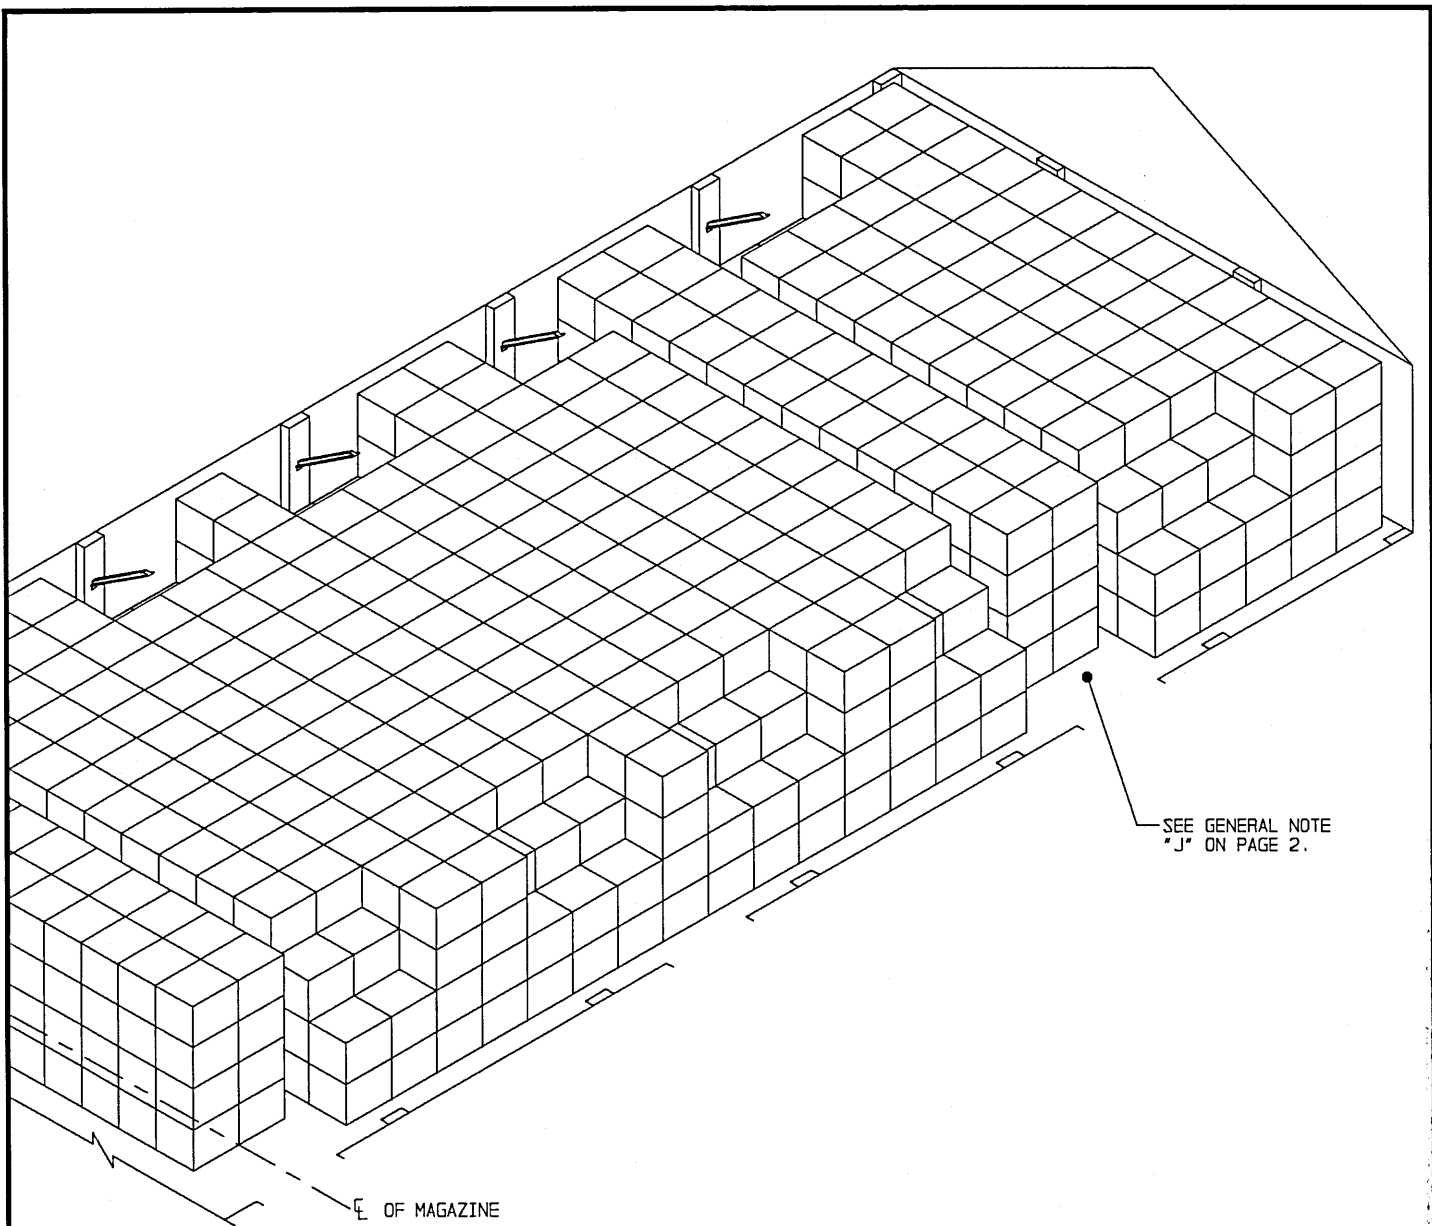 SEE GENERAL NOTE
"J" ON PAGE 2.
℄ OF MAGAZINE